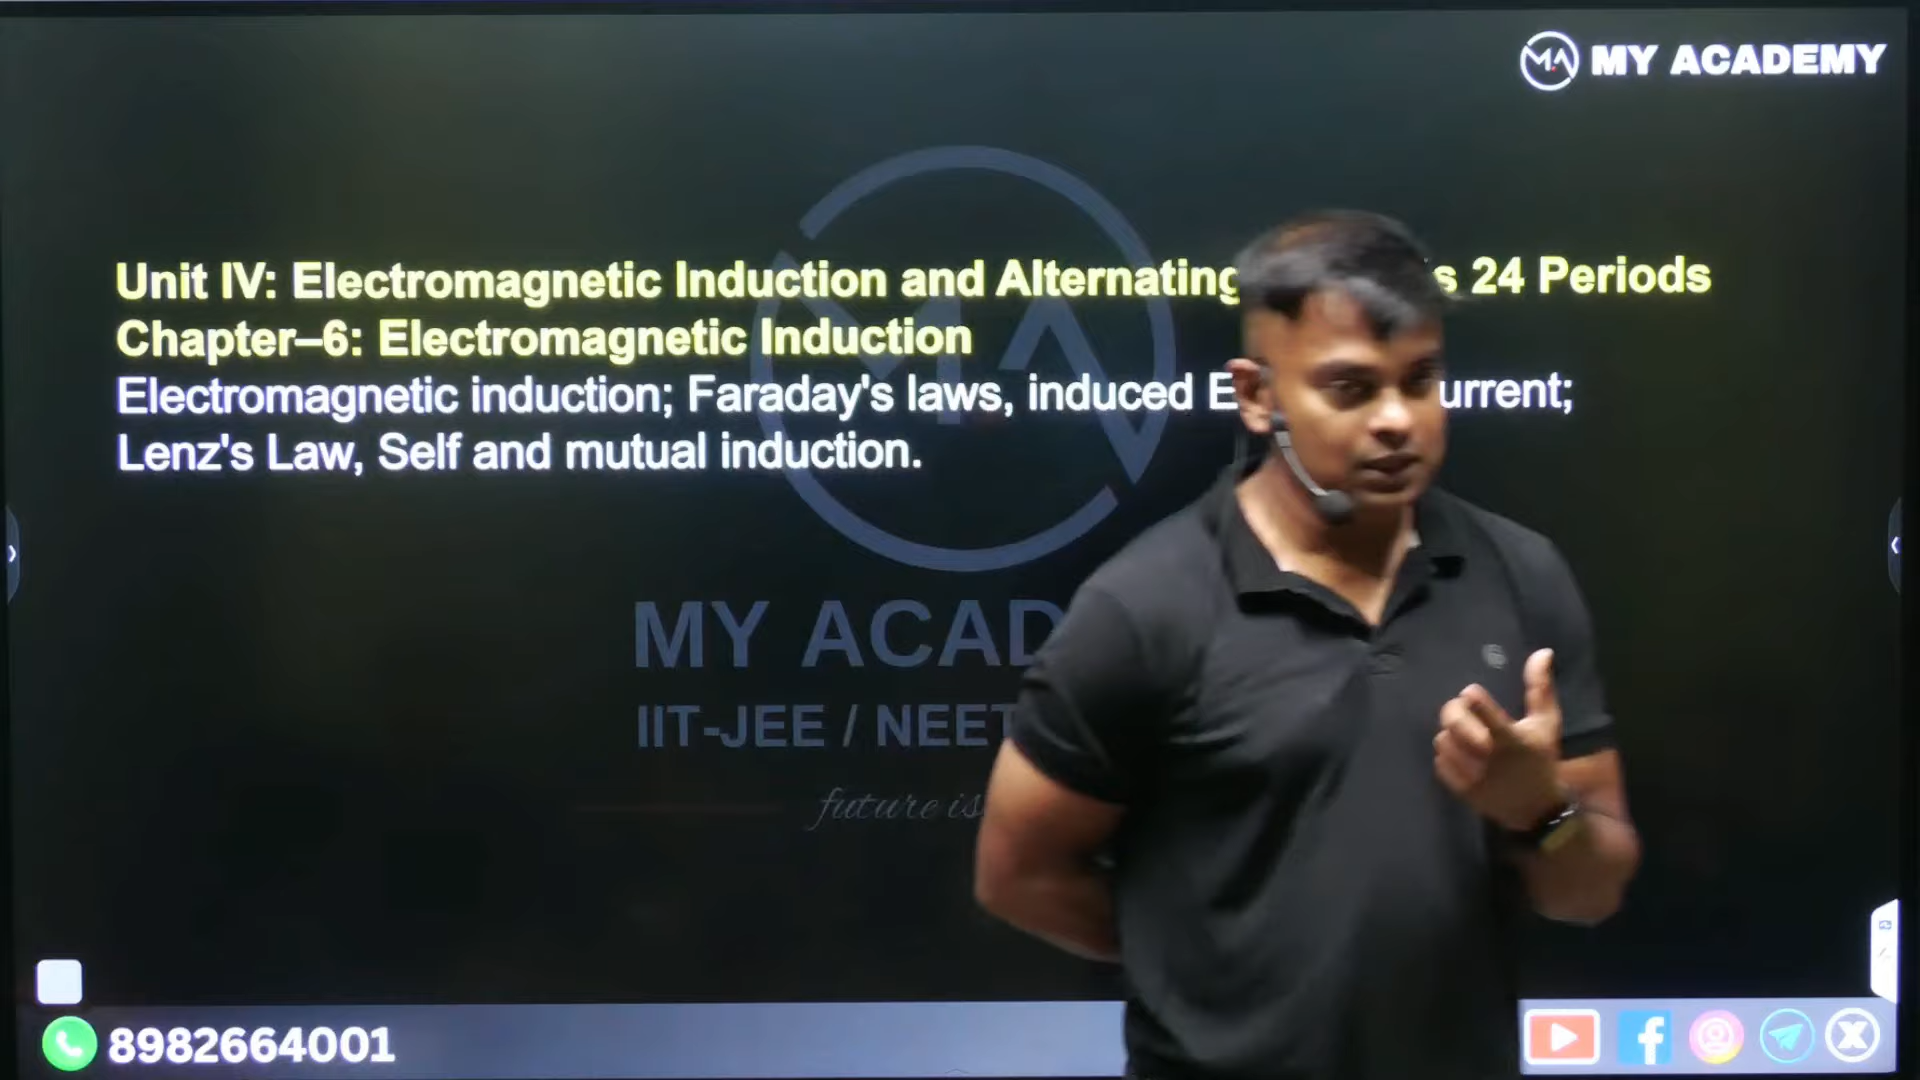 MY ACADEMY
Unit IV: Electromagnetic Induction and Alternating s 24 Periods
Chapter–6: Electromagnetic Induction
Electromagnetic induction; Faraday's laws, induced E urrent;
Lenz's Law, Self and mutual induction.
MY ACAD
IIT-JEE / NEET
future is
8982664001